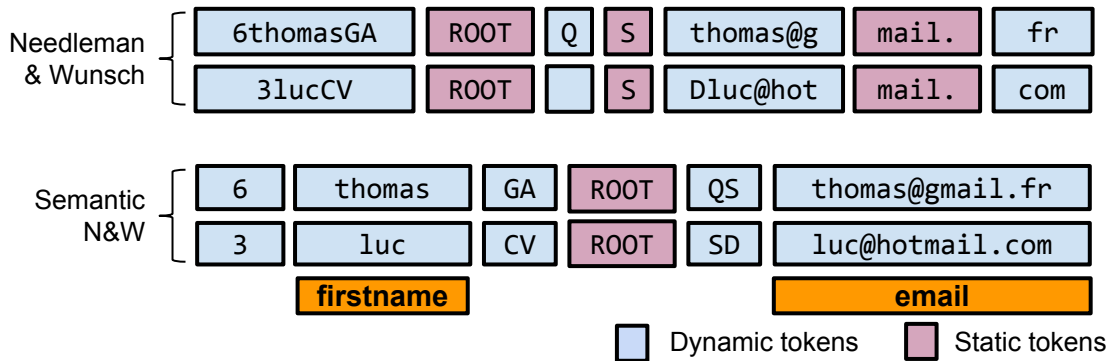 Needleman & Wunsch
6thomasGA ROOT Q S thomas@g mail. fr
3lucCV ROOT S Dluc@hot mail. com
Semantic N&W
6 thomas GA ROOT QS thomas@gmail.fr
3 luc CV ROOT SD luc@hotmail.com
firstname email
Dynamic tokens Static tokens